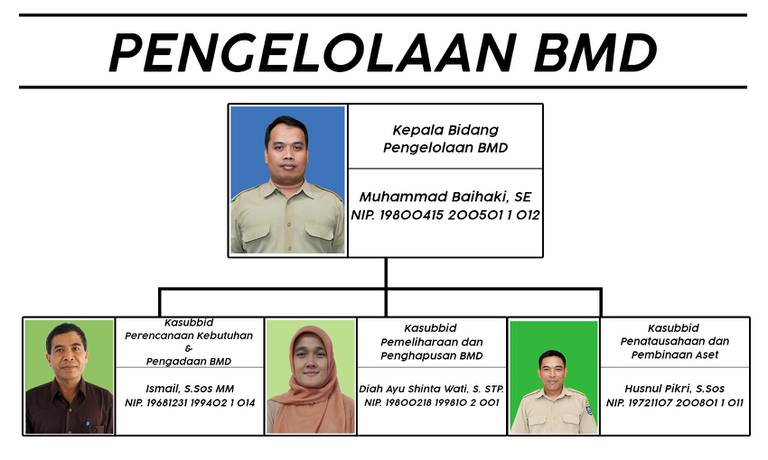 PENGELOLAAN BMD
Kepala Bidang
Pengelolaan BMD
Muhammad Baihaki, SE
NIP. 19800415 200501 1 012
Kasubbid
Perencanaan Kebutuhan
&
Pengadaan BMD
Ismail, S.Sos MM
NIP. 19681231 199402 1 014
Kasubbid
Pemeliharaan dan
Penghapusan BMD
Diah Ayu Shinta Wati, S. STP.
NIP. 19800218 199810 2 001
Kasubbid
Penatausahaan dan
Pembinaan Aset
Husnul Pikri, S.Sos
NIP. 19721107 200801 1 011